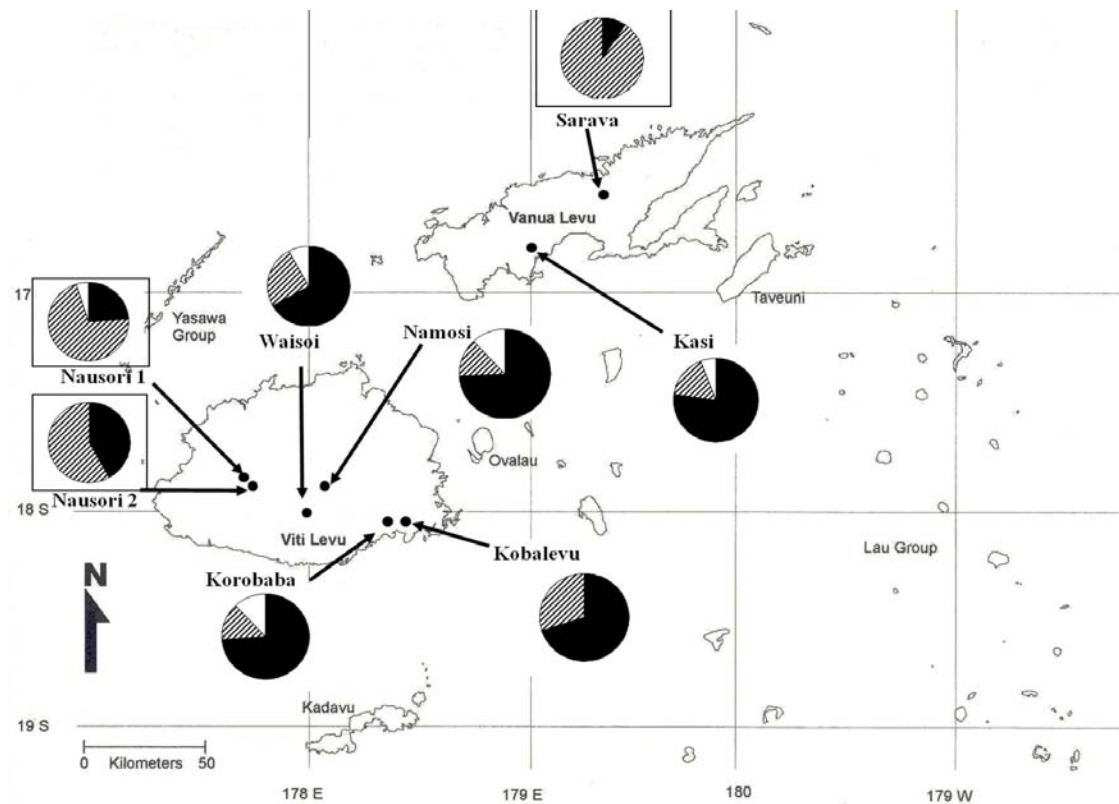 Sarava
Vanua Levu
17
Yasawa
Group
Taveuni
Waisoi
Namosi
Kasi
Nausori 1
Ovalau
Nausori 2
18 S
Viti Levu
Kobalevu
Lau Group
Korobaba
N
Kadavu
19 S
0 Kilometers 50
178 E
179 E
180
179 W